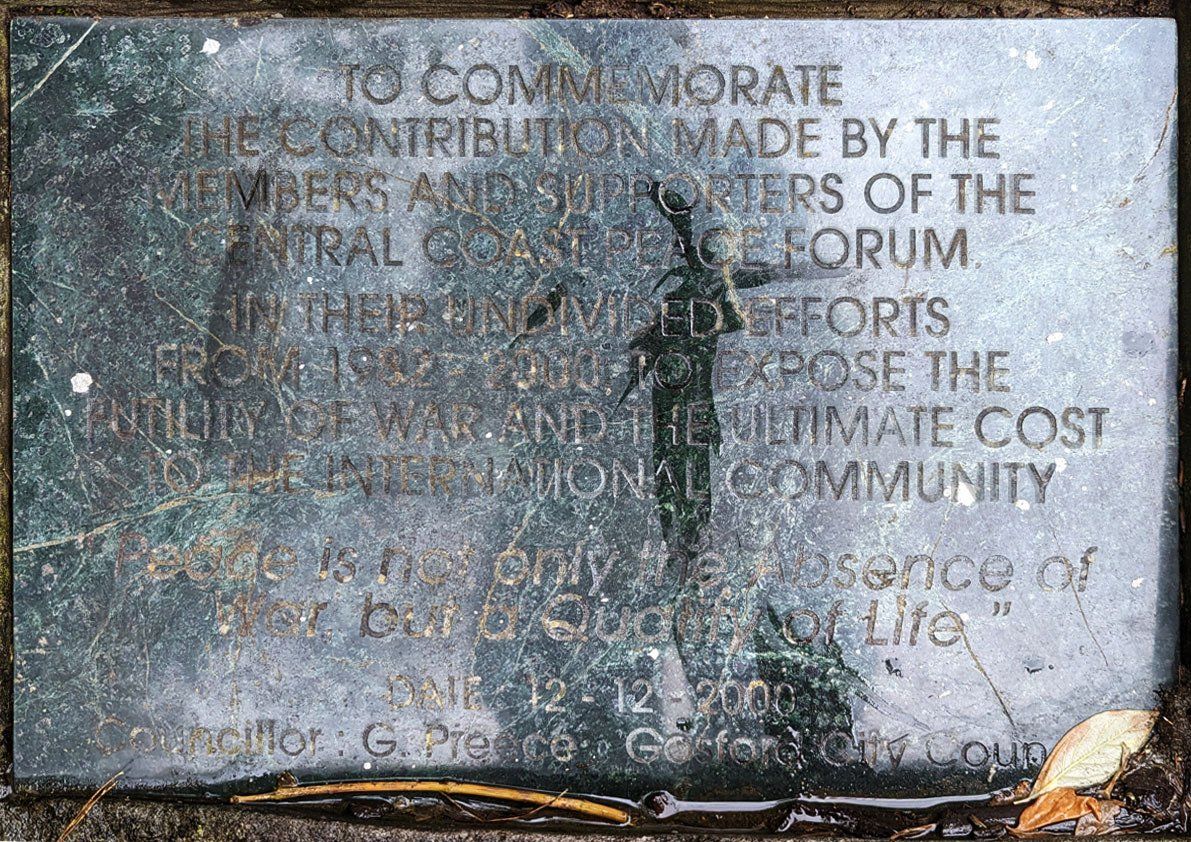 TO COMMEMORATE
THE CONTRIBUTION MADE BY THE
MEMBERS AND SUPPORTERS OF THE
CENTRAL COAST PEACE FORUM.
IN THEIR UNDIVIDED EFFORTS
FROM 1982 - 2000, TO EXPOSE THE
FUTILITY OF WAR AND THE ULTIMATE COST
TO THE INTERNATIONAL COMMUNITY
"Peace is not only the Absence of
War, but a Quality of Life"
DATE : 12 - 12 - 2000
Councillor : G. Preece : Gosford City Coun